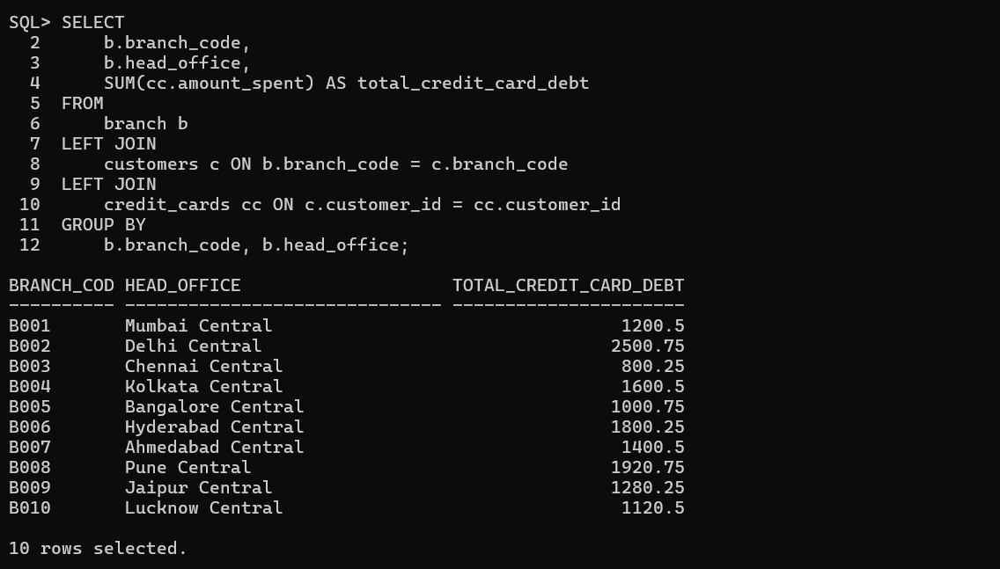 SQL> SELECT
  2      b.branch_code,
  3      b.head_office,
  4      SUM(cc.amount_spent) AS total_credit_card_debt
  5  FROM
  6      branch b
  7  LEFT JOIN
  8      customers c ON b.branch_code = c.branch_code
  9  LEFT JOIN
 10      credit_cards cc ON c.customer_id = cc.customer_id
 11  GROUP BY
 12      b.branch_code, b.head_office;

BRANCH_COD HEAD_OFFICE                    TOTAL_CREDIT_CARD_DEBT
---------- ------------------------------ ----------------------
B001       Mumbai Central                                 1200.5
B002       Delhi Central                                 2500.75
B003       Chennai Central                                800.25
B004       Kolkata Central                                1600.5
B005       Bangalore Central                             1000.75
B006       Hyderabad Central                             1800.25
B007       Ahmedabad Central                              1400.5
B008       Pune Central                                  1920.75
B009       Jaipur Central                                1280.25
B010       Lucknow Central                                1120.5

10 rows selected.